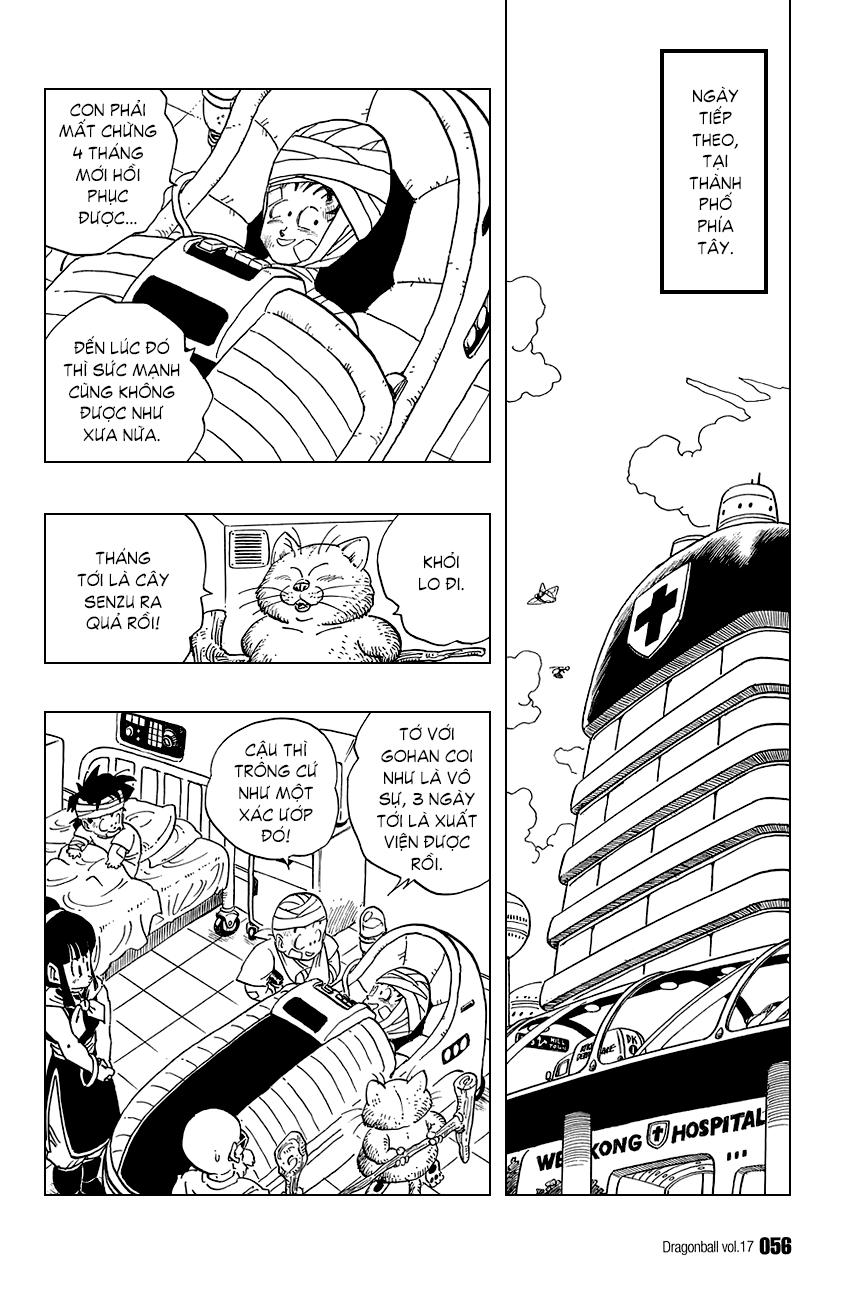 NGÀY
TIẾP
THEO,
TẠI
THÀNH
PHỐ
PHÍA
TÂY.
CON PHẢI
MẤT CHỪNG
4 THÁNG
MỚI HỒI
PHỤC
ĐƯỢC...
ĐẾN LÚC ĐÓ
THÌ SỨC MẠNH
CŨNG KHÔNG
ĐƯỢC NHƯ
XƯA NỮA.
KHỎI
LO ĐI.
THÁNG
TỚI LÀ CÂY
SENZU RA
QUẢ RỒI!
TỚ VỚI
GOHAN COI
NHƯ LÀ VÔ
SỰ, 3 NGÀY
TỚI LÀ XUẤT
VIỆN ĐƯỢC
RỒI.
CẬU THÌ
TRÔNG CỨ
NHƯ MỘT
XÁC ƯỚP
ĐÓ!
HILL
TOWN
DK
KONG HOSPITAL
Dragonball vol.17 056